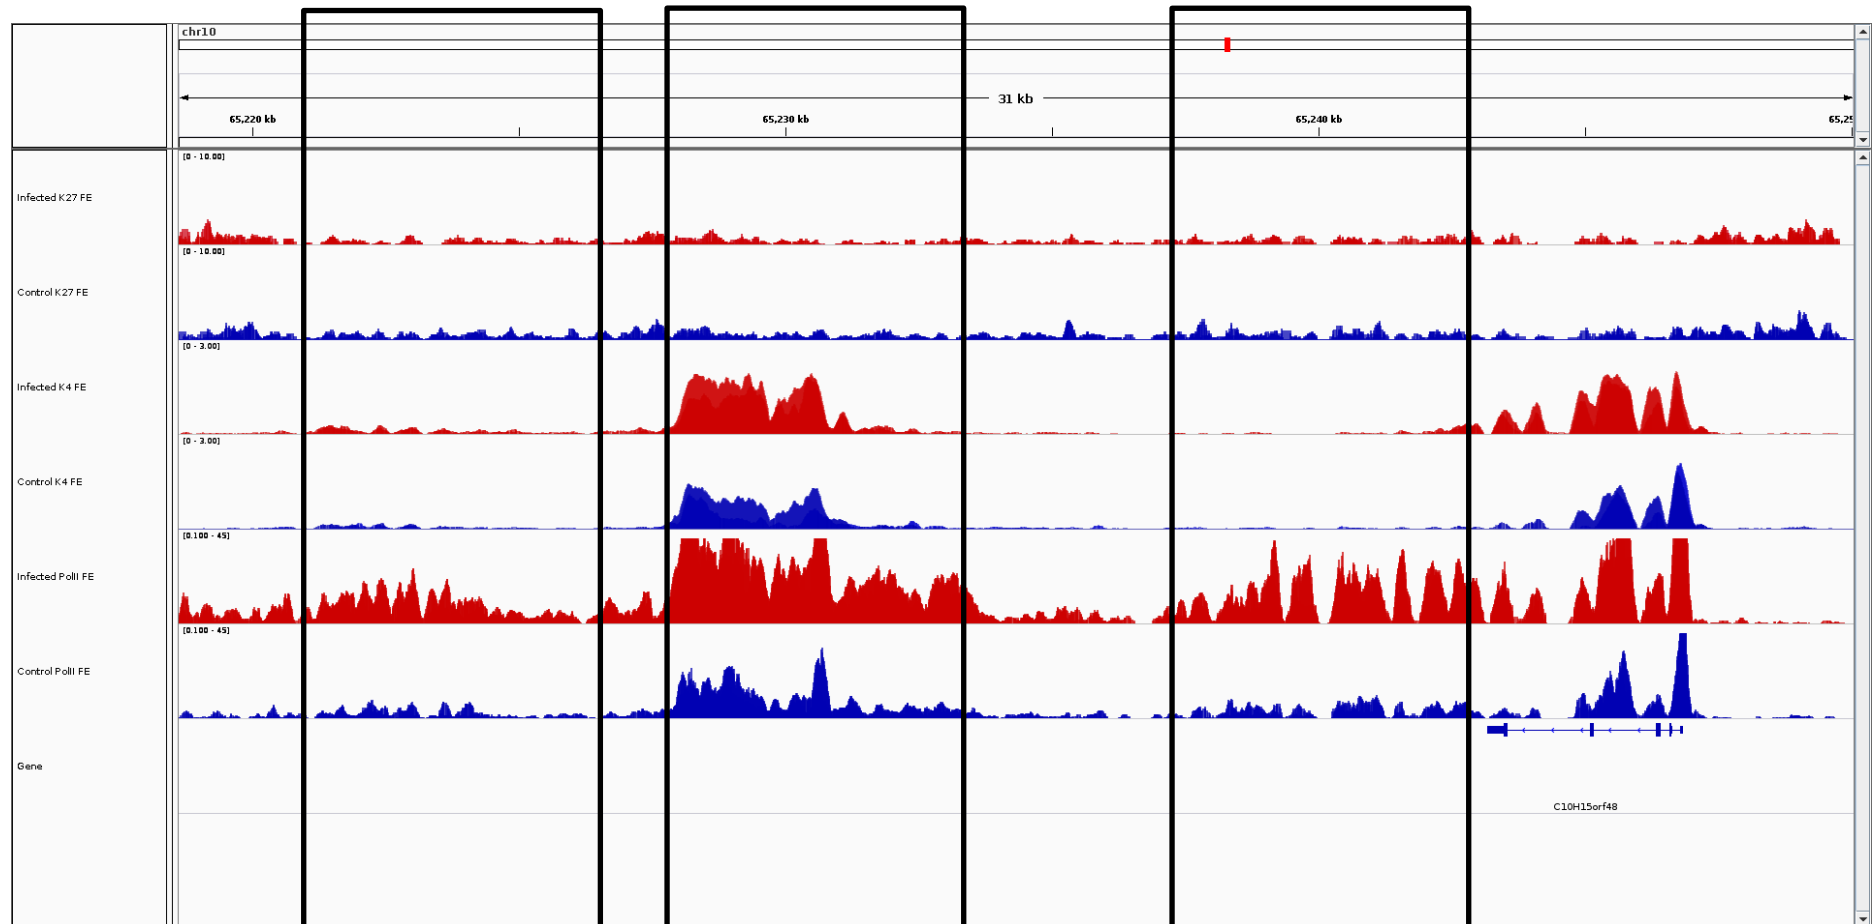 chr10
31 kb
65,220 kb 65,230 kb 65,240 kb 65,25
[0 - 10.00]
Infected K27 FE
[0 - 10.00]
Control K27 FE
[0 - 3.00]
Infected K4 FE
[0 - 3.00]
Control K4 FE
[0.100 - 45]
Infected PolII FE
[0.100 - 45]
Control PolII FE
Gene
C10H15orf48